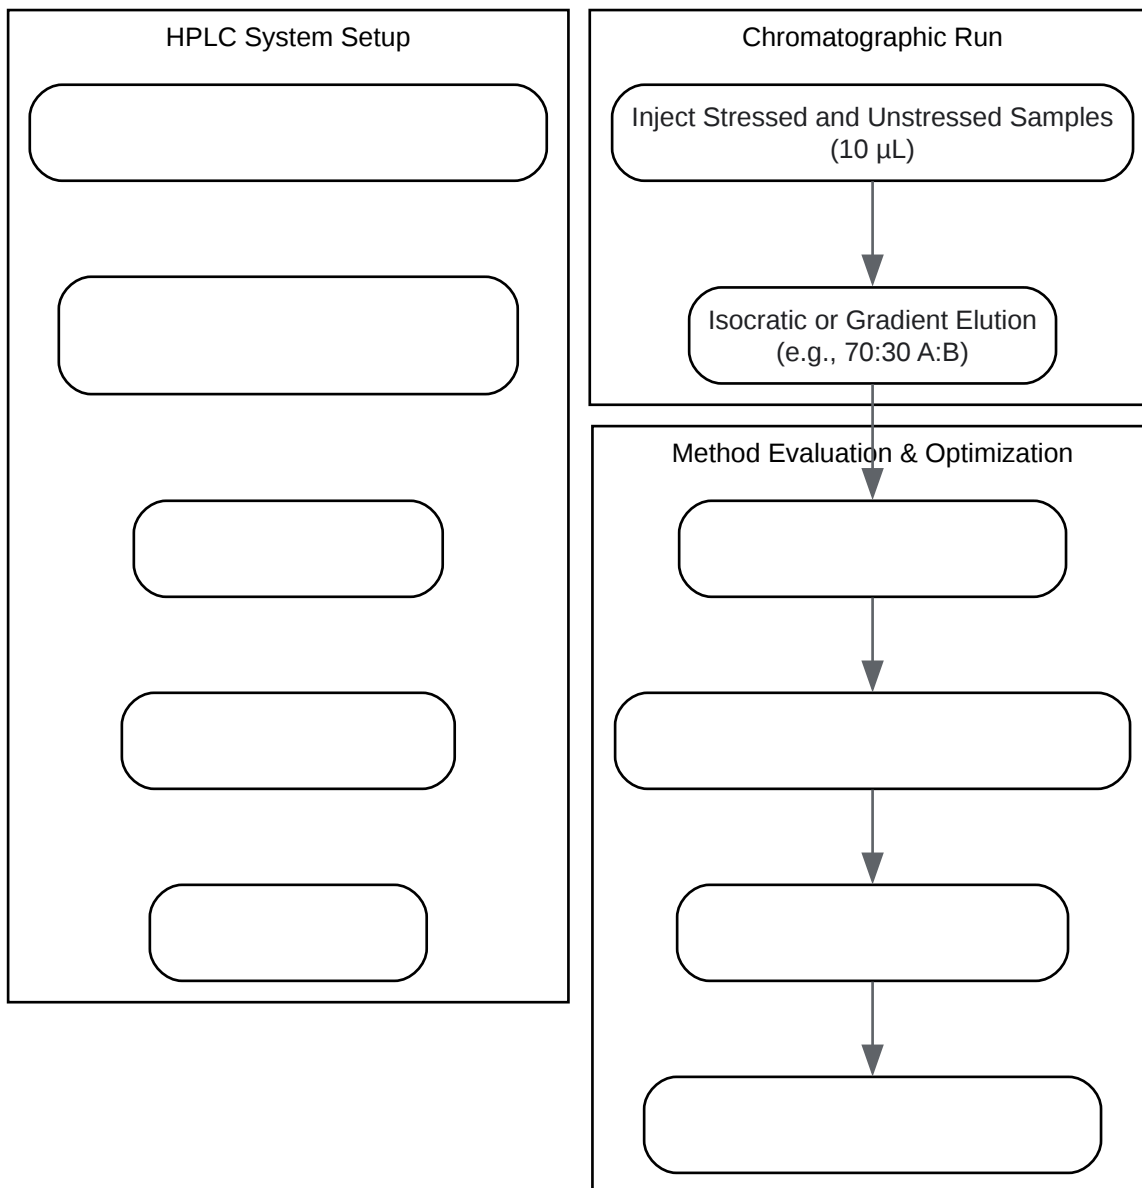 HPLC System Setup
Chromatographic Run
Inject Stressed and Unstressed Samples
(10 µL)
Isocratic or Gradient Elution
(e.g., 70:30 A:B)
Method Evaluation & Optimization